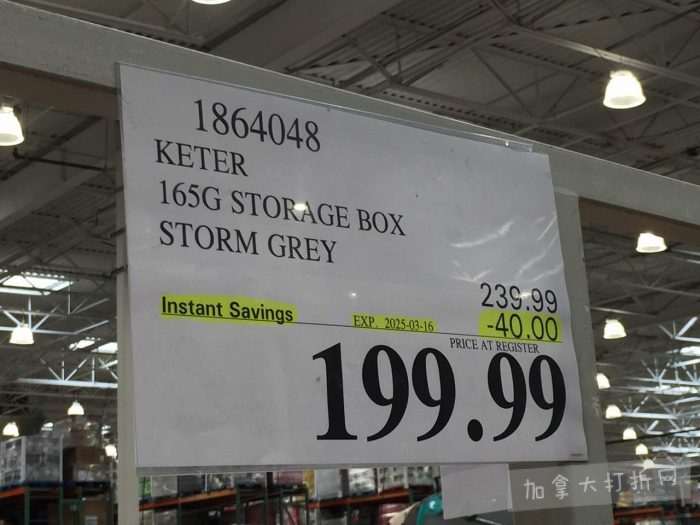 1864048
KETER
165G STORAGE BOX
STORM GREY
239.99
Instant Savings EXP. 2025-03-16 -40.00
PRICE AT REGISTER
199.99
加拿大打折网